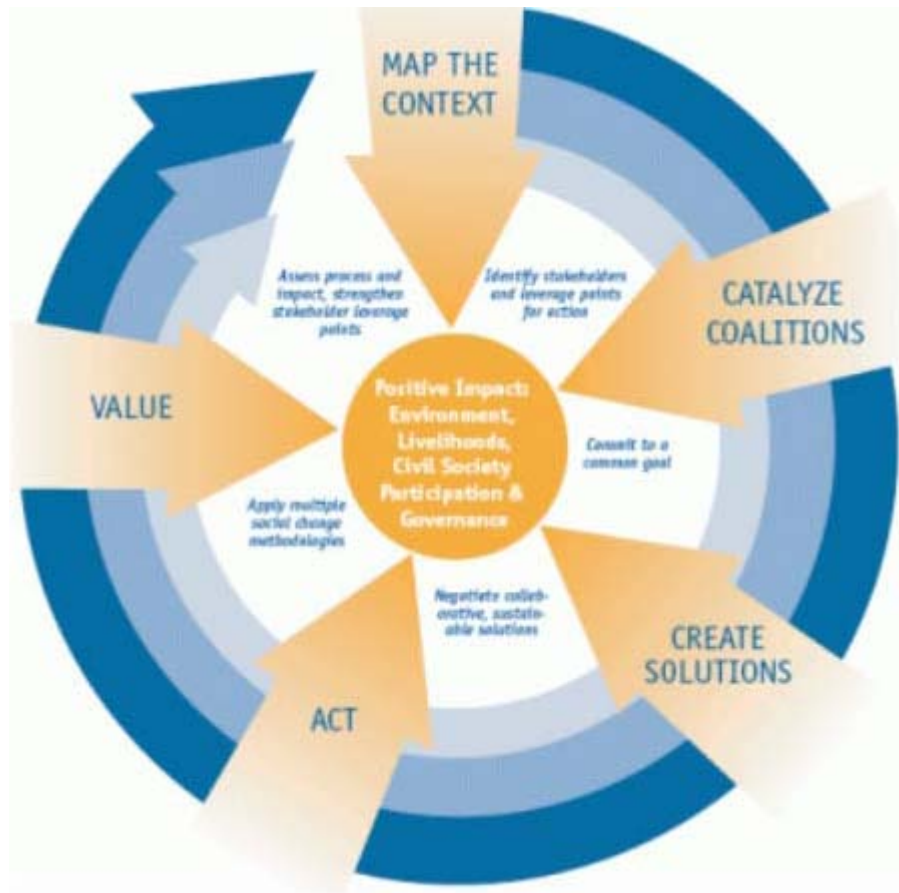 MAP THE
CONTEXT
Identify stakeholders
and leverage points
for action
CATALYZE
COALITIONS
Commit to a
common goal
CREATE
SOLUTIONS
Negotiate collab-
orative, sustain-
able solutions
ACT
Apply multiple
social change
methodologies
VALUE
Assess process and
impact, strengthen
stakeholder leverage
points
Positive Impact:
Environment,
Livelihoods,
Civil Society
Participation &
Governance